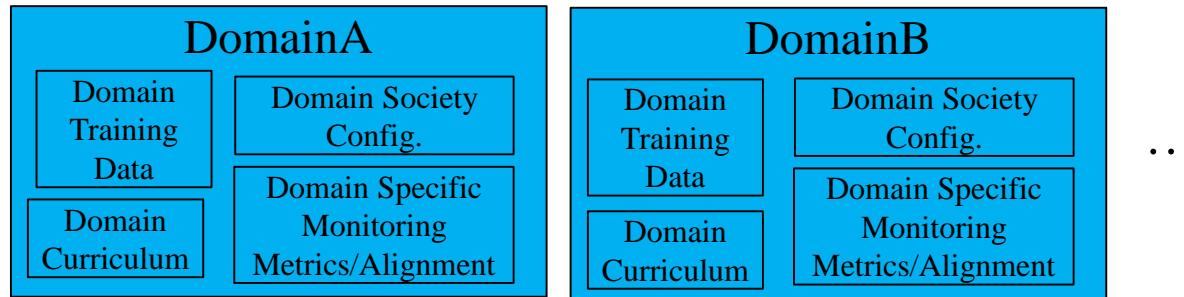 DomainA
Domain
Training
Data
Domain Society
Config.
Domain
Curriculum
Domain Specific
Monitoring
Metrics/Alignment
DomainB
Domain
Training
Data
Domain Society
Config.
Domain
Curriculum
Domain Specific
Monitoring
Metrics/Alignment
..